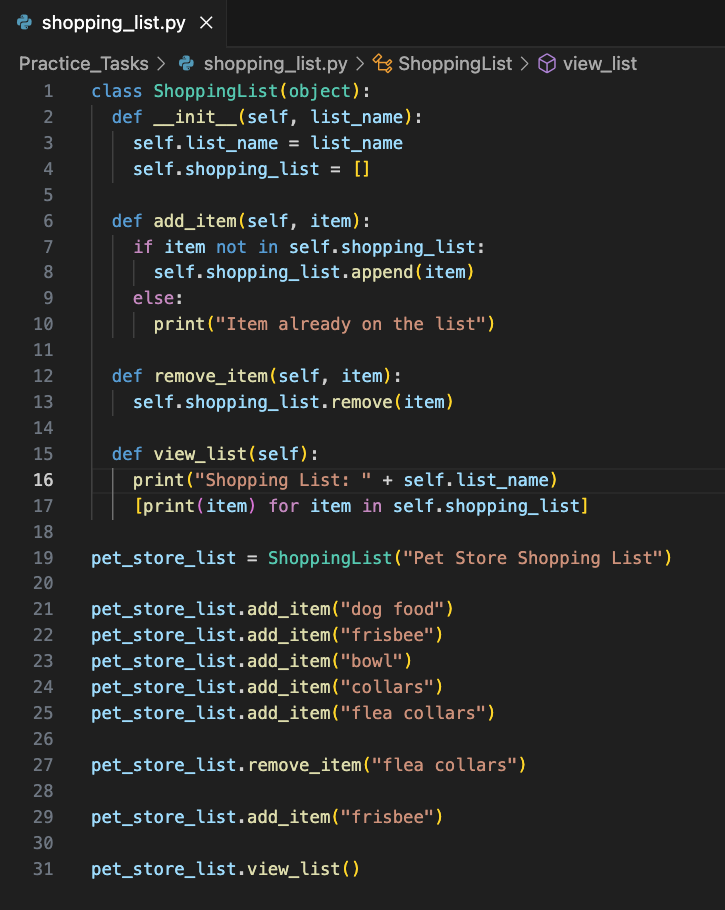 shopping_list.py
Practice_Tasks > shopping_list.py > ShoppingList > view_list
1 class ShoppingList(object):
2   def __init__(self, list_name):
3     self.list_name = list_name
4     self.shopping_list = []
5
6   def add_item(self, item):
7     if item not in self.shopping_list:
8       self.shopping_list.append(item)
9     else:
10       print("Item already on the list")
11
12   def remove_item(self, item):
13     self.shopping_list.remove(item)
14
15   def view_list(self):
16     print("Shopping List: " + self.list_name)
17     [print(item) for item in self.shopping_list]
18
19 pet_store_list = ShoppingList("Pet Store Shopping List")
20
21 pet_store_list.add_item("dog food")
22 pet_store_list.add_item("frisbee")
23 pet_store_list.add_item("bowl")
24 pet_store_list.add_item("collars")
25 pet_store_list.add_item("flea collars")
26
27 pet_store_list.remove_item("flea collars")
28
29 pet_store_list.add_item("frisbee")
30
31 pet_store_list.view_list()